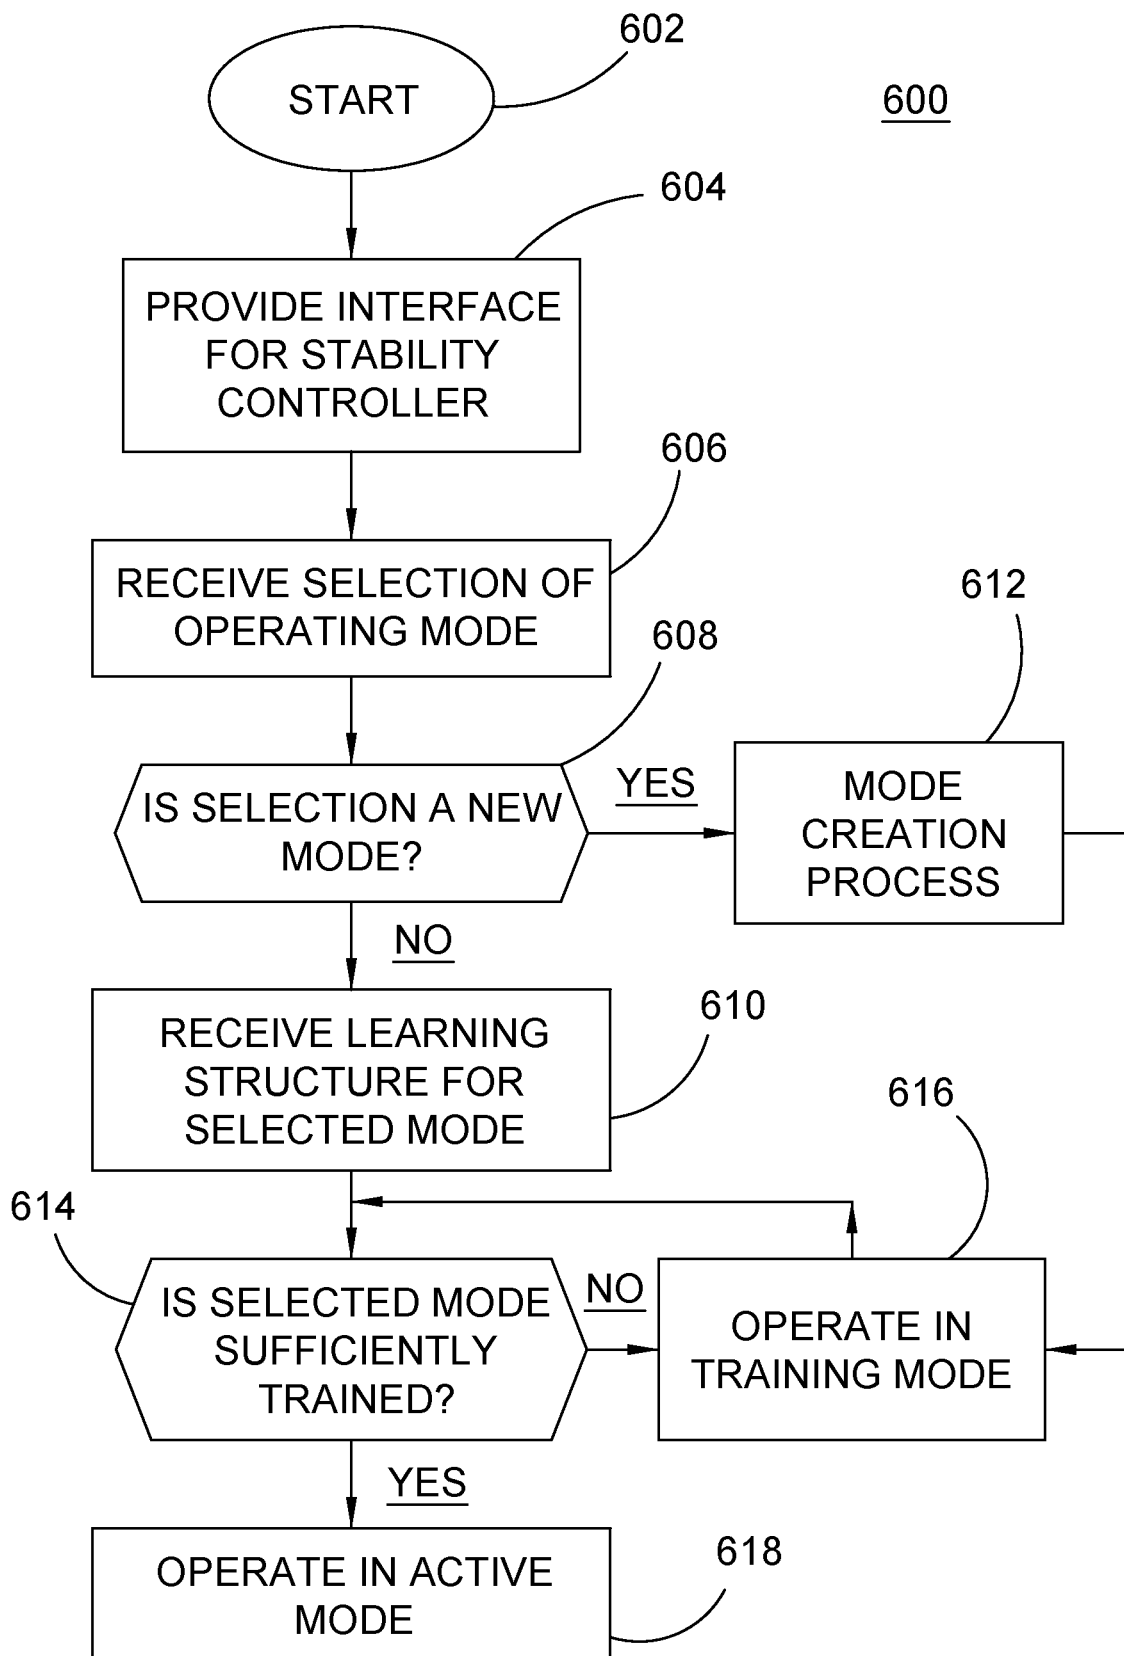 602
START
600
604
PROVIDE INTERFACE
FOR STABILITY
CONTROLLER
606
RECEIVE SELECTION OF
OPERATING MODE
612
608
IS SELECTION A NEW
MODE?
YES
MODE
CREATION
PROCESS
NO
610
RECEIVE LEARNING
STRUCTURE FOR
SELECTED MODE
616
614
IS SELECTED MODE
SUFFICIENTLY
TRAINED?
NO
OPERATE IN
TRAINING MODE
YES
618
OPERATE IN ACTIVE
MODE